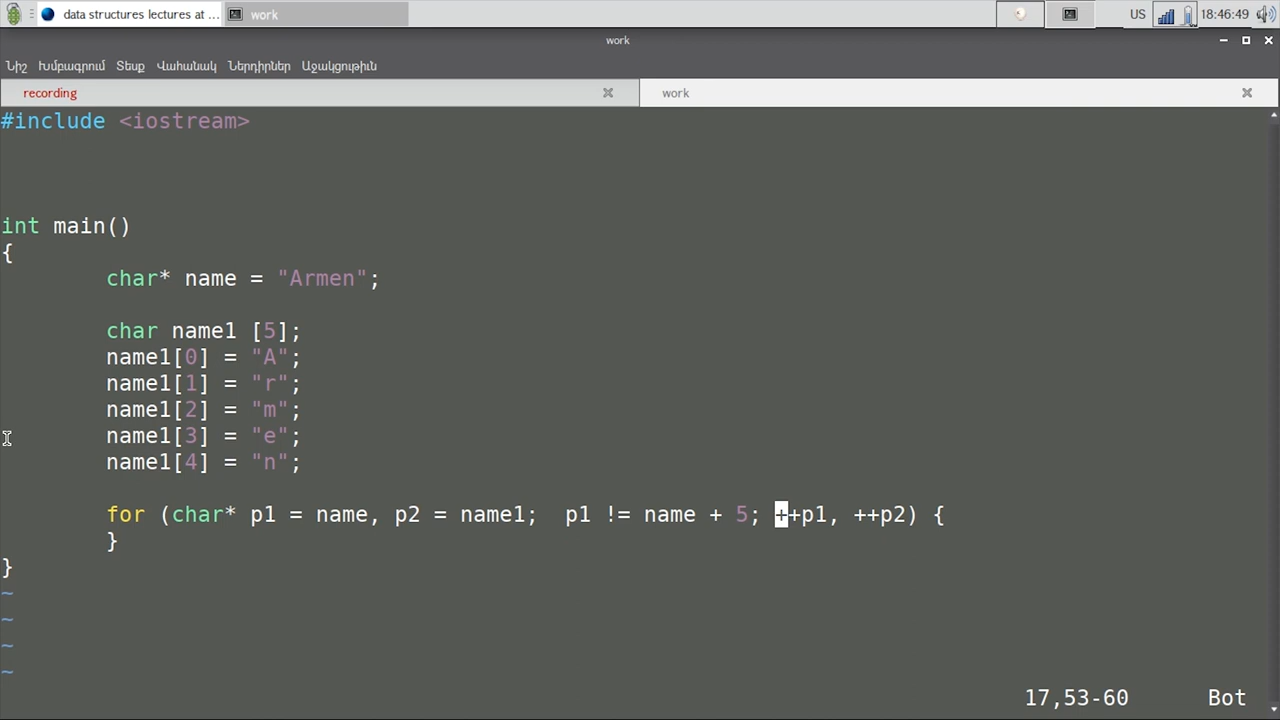 data structures lectures at ... work US 18:46:49
work
Նիշ Խմբագրում Տեսք Վահանակ Ներդիրներ Աջակցութիւն
recording work
#include <iostream>
int main()
{
char* name = "Armen";
char name1 [5];
name1[0] = "A";
name1[1] = "r";
name1[2] = "m";
name1[3] = "e";
name1[4] = "n";
for (char* p1 = name, p2 = name1;  p1 != name + 5; ++p1, ++p2) {
}
}
~
~
~
~
17,53-60 Bot